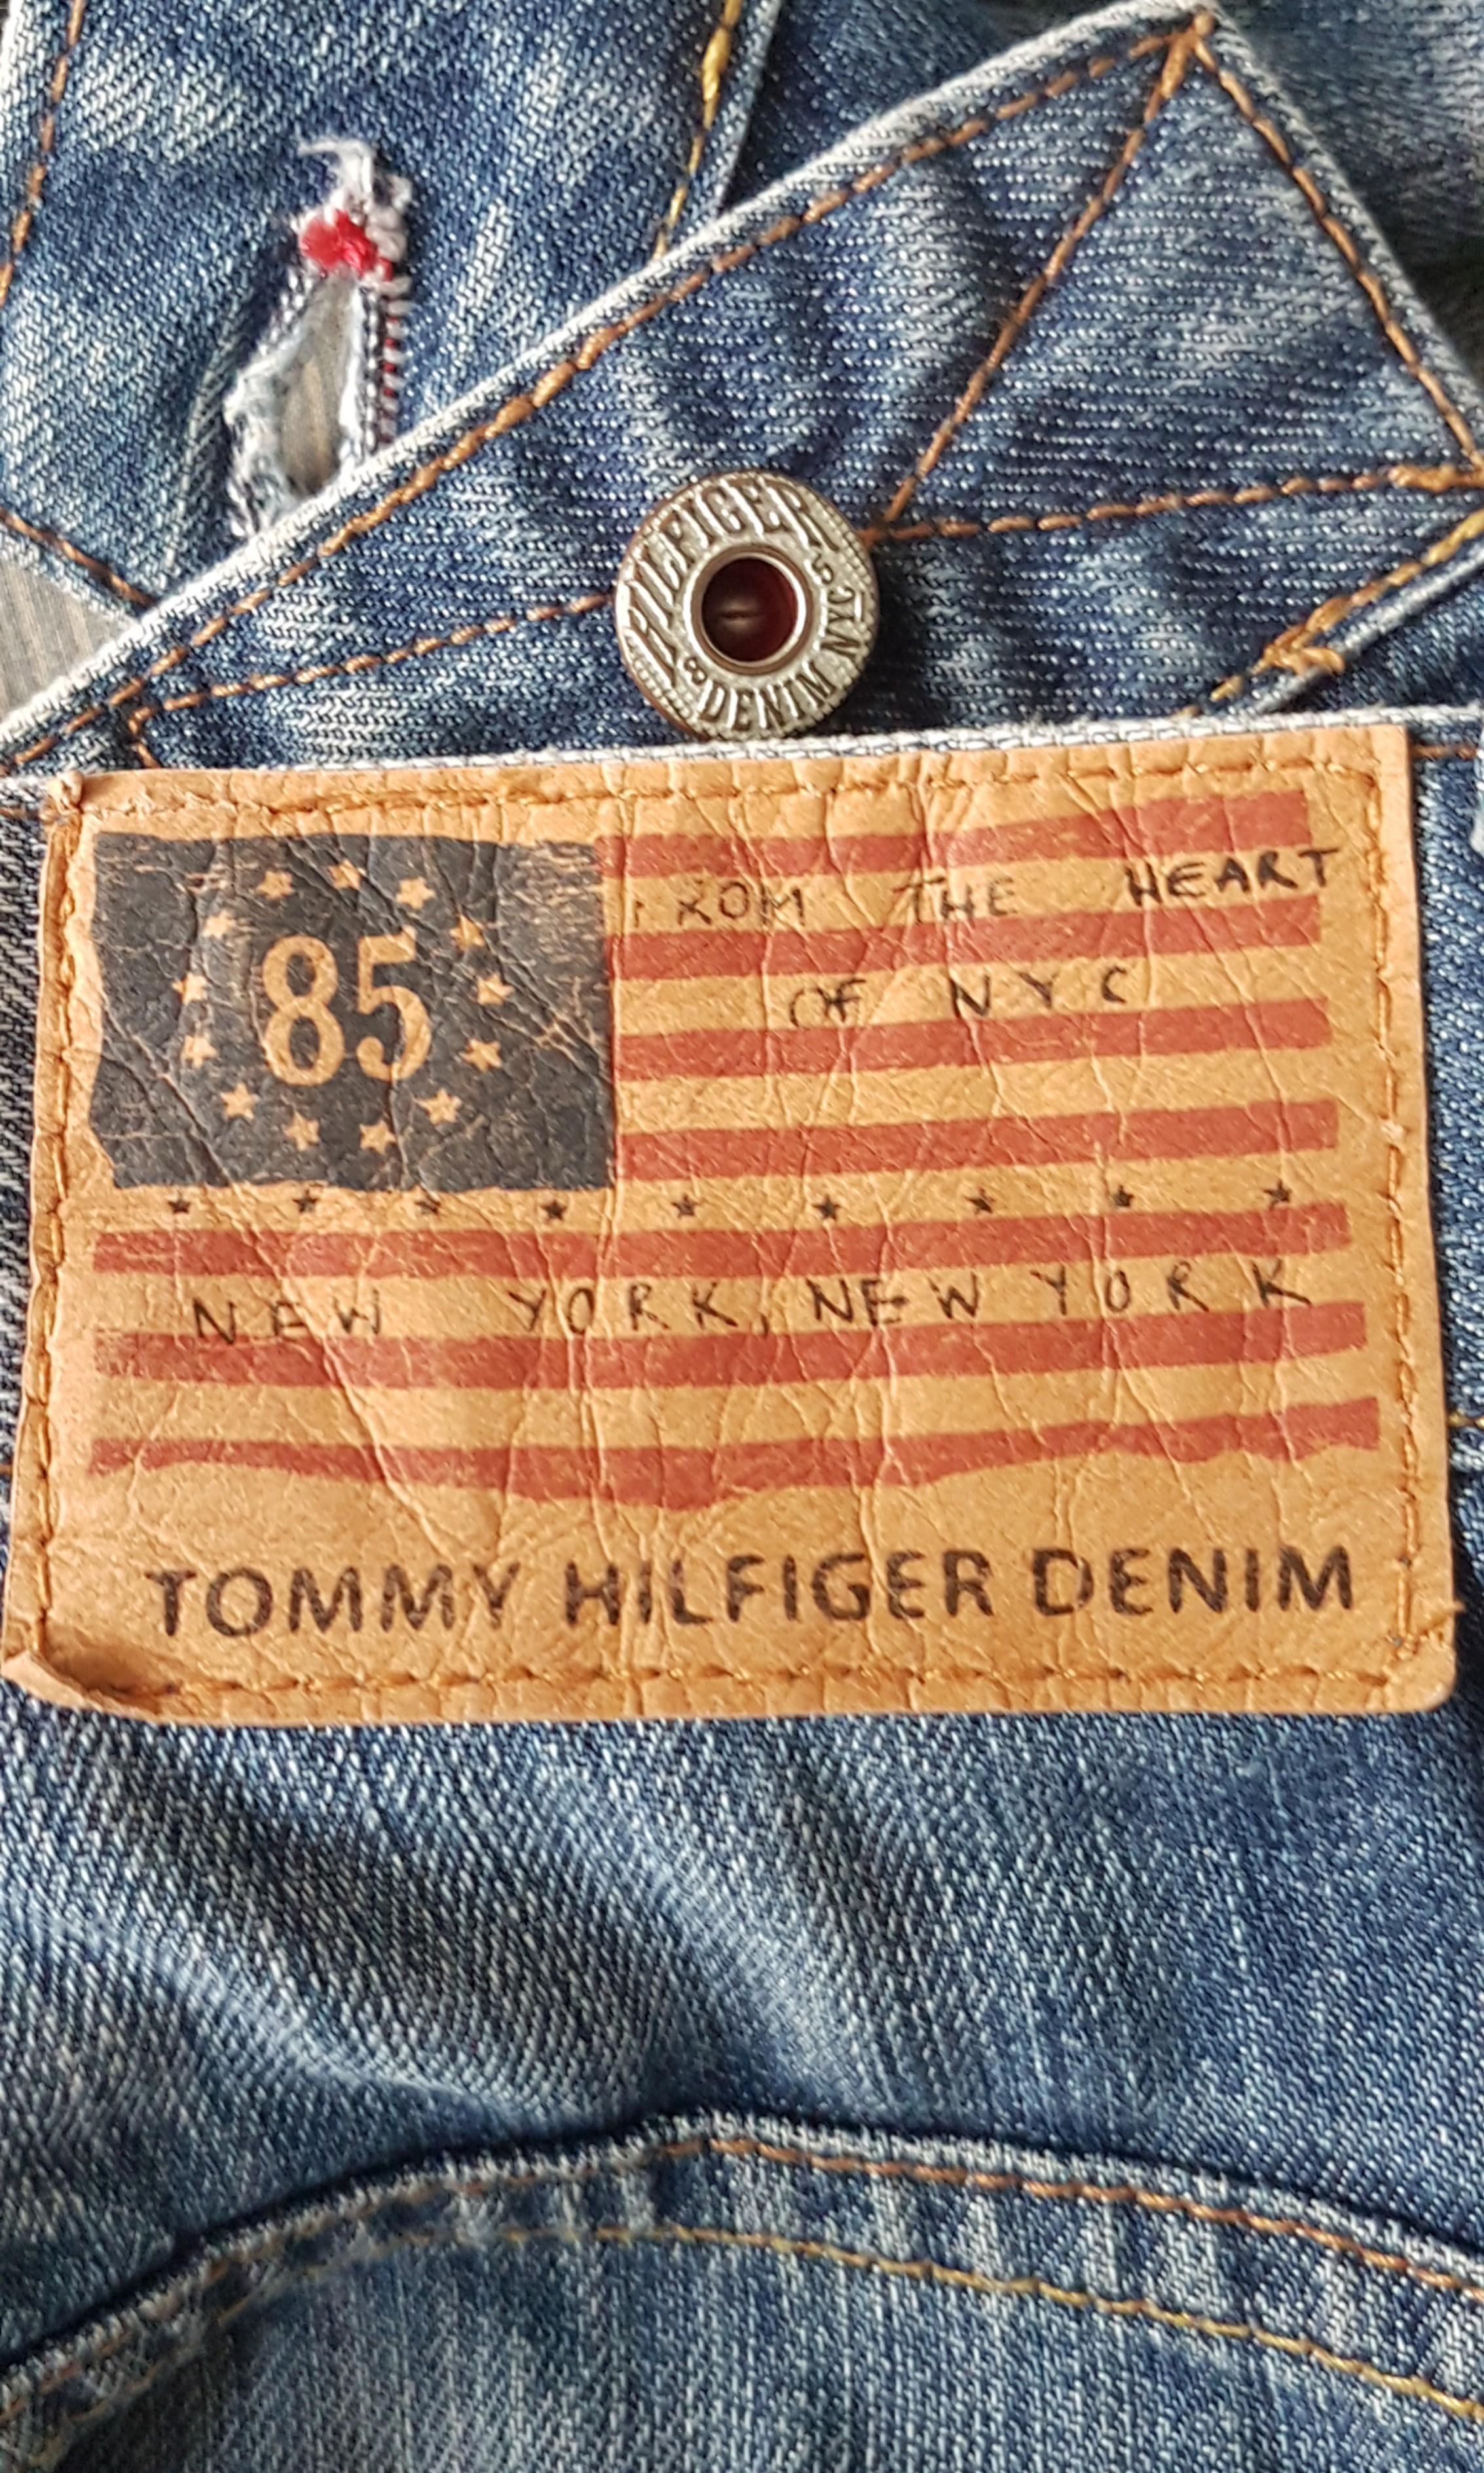 HILFIGER
DENIM NYC
85
FROM THE HEART
OF NYC
NEW YORK, NEW YORK
TOMMY HILFIGER DENIM